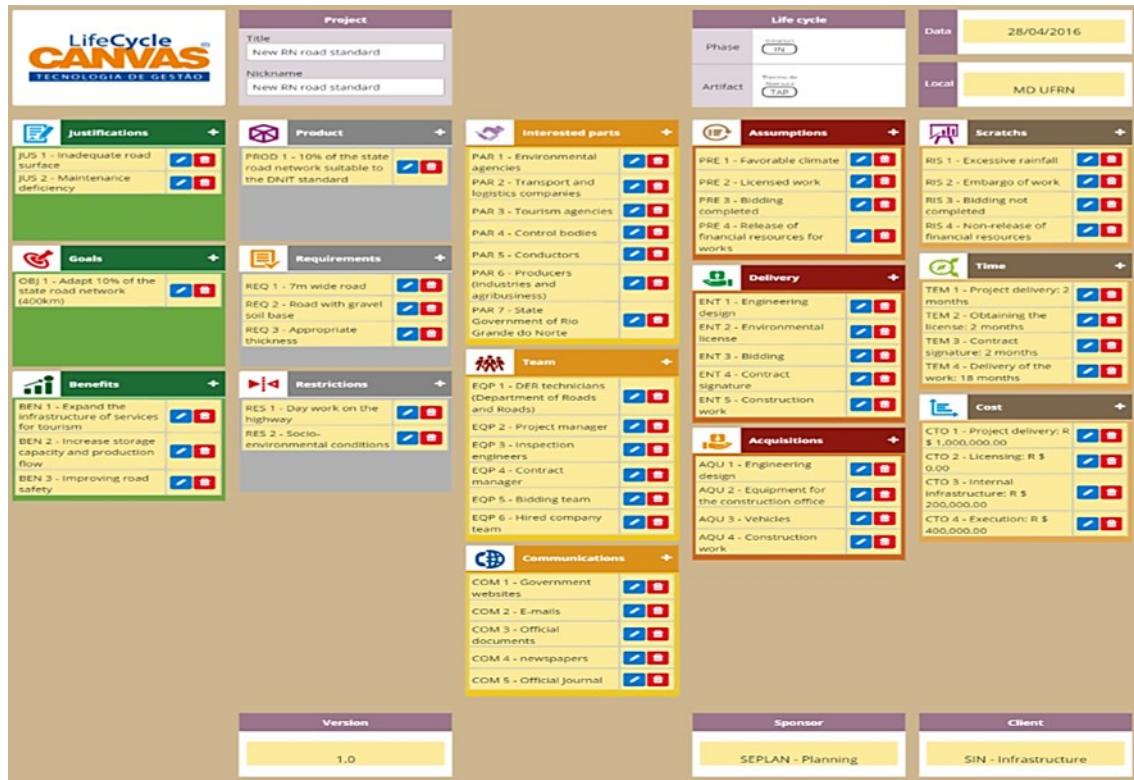 LifeCycle
CANVAS
®
TECNOLOGIA DE GESTÃO
Project
Title
New RN road standard
Nickname
New RN road standard
Life cycle
Phase
IN
Artifact
TAP
Data
28/04/2016
Local
MD UFRN
Justifications
JUS 1 - Inadequate road
surface
JUS 2 - Maintenance
deficiency
Goals
OBJ 1 - Adapt 10% of the
state road network
(400km)
Benefits
BEN 1 - Expand the
infrastructure of services
for tourism
BEN 2 - Increase storage
capacity and production
flow
BEN 3 - Improving road
safety
Product
PROD 1 - 10% of the state
road network suitable to
the DNIT standard
Requirements
REQ 1 - 7m wide road
REQ 2 - Road with gravel
soil base
REQ 3 - Appropriate
thickness
Restrictions
RES 1 - Day work on the
highway
RES 2 - Socio-
environmental conditions
Interested parts
PAR 1 - Environmental
agencies
PAR 2 - Transport and
logistics companies
PAR 3 - Tourism agencies
PAR 4 - Control bodies
PAR 5 - Conductors
PAR 6 - Producers
(industries and
agribusiness)
PAR 7 - State
Government of Rio
Grande do Norte
Team
EQP 1 - DER technicians
(Department of Roads
and Roads)
EQP 2 - Project manager
EQP 3 - Inspection
engineers
EQP 4 - Contract
manager
EQP 5 - Bidding team
EQP 6 - Hired company
team
Communications
COM 1 - Government
websites
COM 2 - E-mails
COM 3 - Official
documents
COM 4 - newspapers
COM 5 - Official Journal
Assumptions
PRE 1 - Favorable climate
PRE 2 - Licensed work
PRE 3 - Bidding
completed
PRE 4 - Release of
financial resources for
works
Delivery
ENT 1 - Engineering
design
ENT 2 - Environmental
license
ENT 3 - Bidding
ENT 4 - Contract
signature
ENT 5 - Construction
work
Acquisitions
AQU 1 - Engineering
design
AQU 2 - Equipment for
the construction office
AQU 3 - Vehicles
AQU 4 - Construction
work
Scratchs
RIS 1 - Excessive rainfall
RIS 2 - Embargo of work
RIS 3 - Bidding not
completed
RIS 4 - Non-release of
financial resources
Time
TEM 1 - Project delivery: 2
months
TEM 2 - Obtaining the
license: 2 months
TEM 3 - Contract
signature: 2 months
TEM 4 - Delivery of the
work: 18 months
Cost
CTO 1 - Project delivery: R
$ 1,000,000.00
CTO 2 - Licensing: R $
0.00
CTO 3 - Internal
infrastructure: R $
200,000.00
CTO 4 - Execution: R $
400,000.00
Version
1.0
Sponsor
SEPLAN - Planning
Client
SIN - Infrastructure